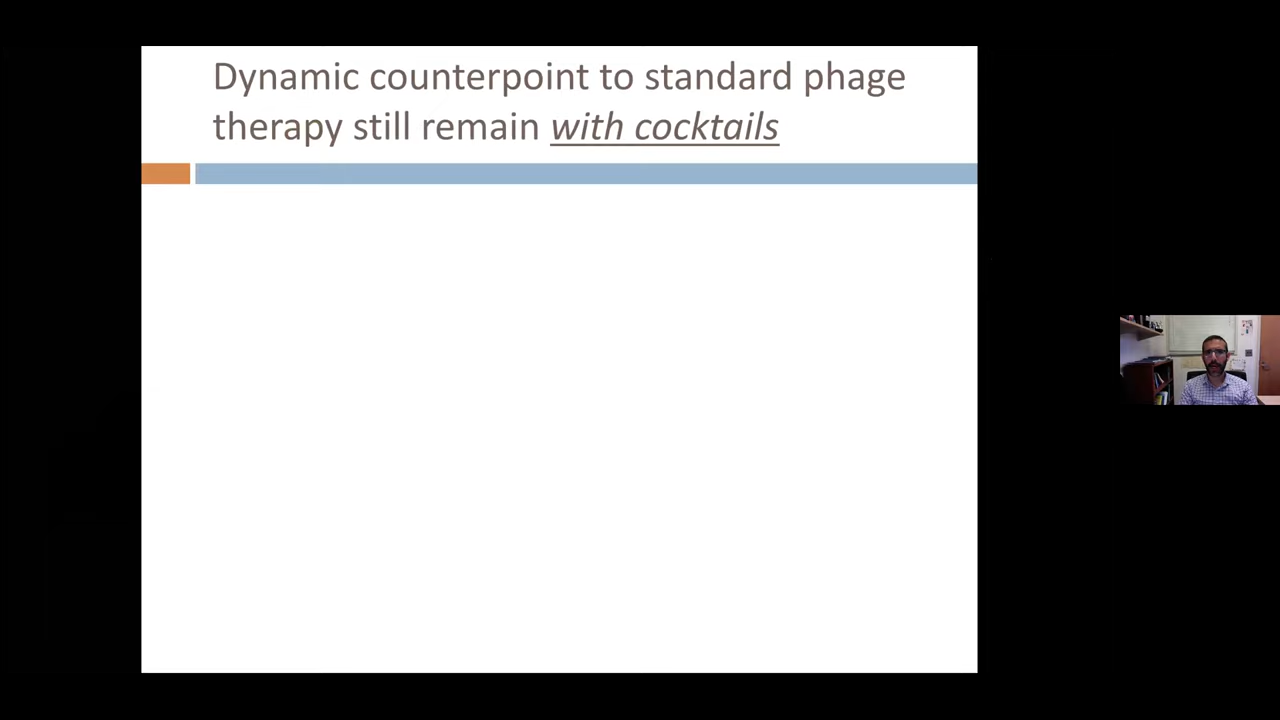 Dynamic counterpoint to standard phage
therapy still remain with cocktails